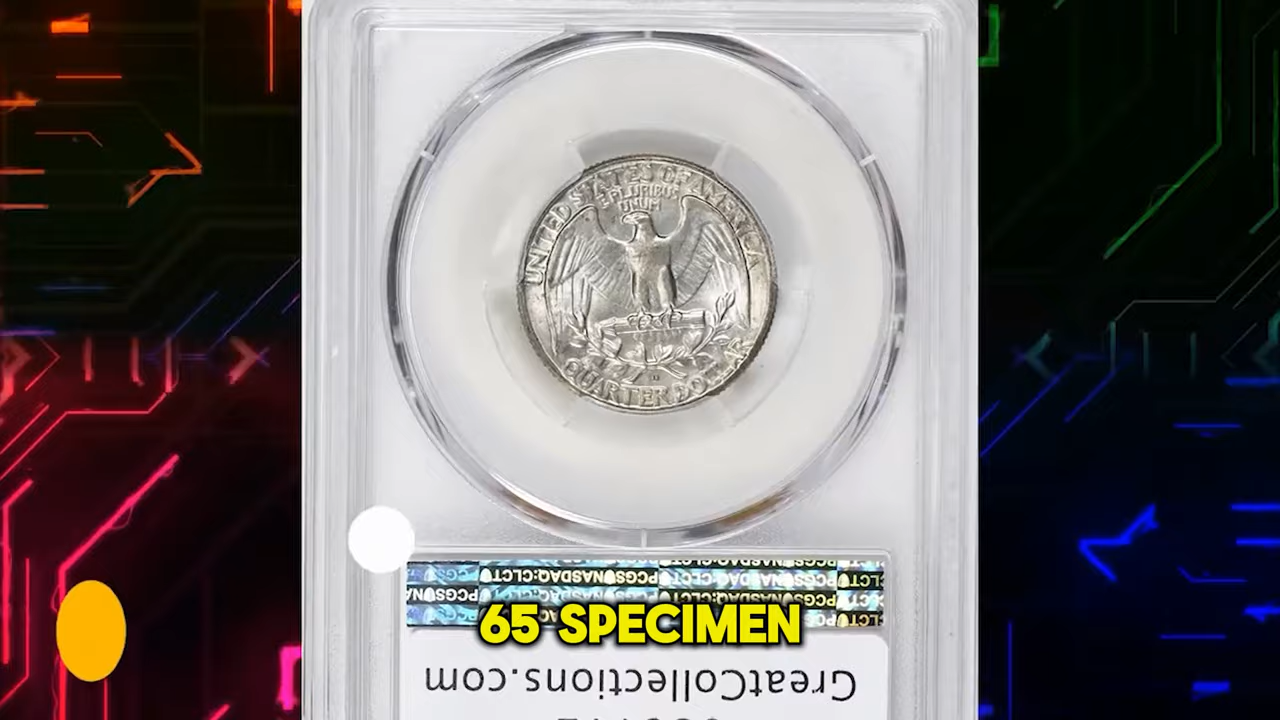 UNITED STATES OF AMERICA
E PLURIBUS
UNUM
QUARTER DOLLAR
PCGS NASDAQ:CLCT
65 SPECIMEN
GreatCollections.com